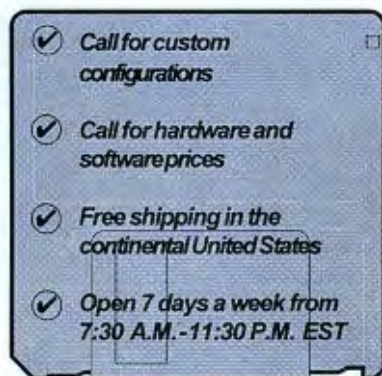 Call for custom
configurations
Call for hardware and
software prices
Free shipping in the
continental United States
Open 7 days a week from
7:30 A.M.-11:30 P.M. EST